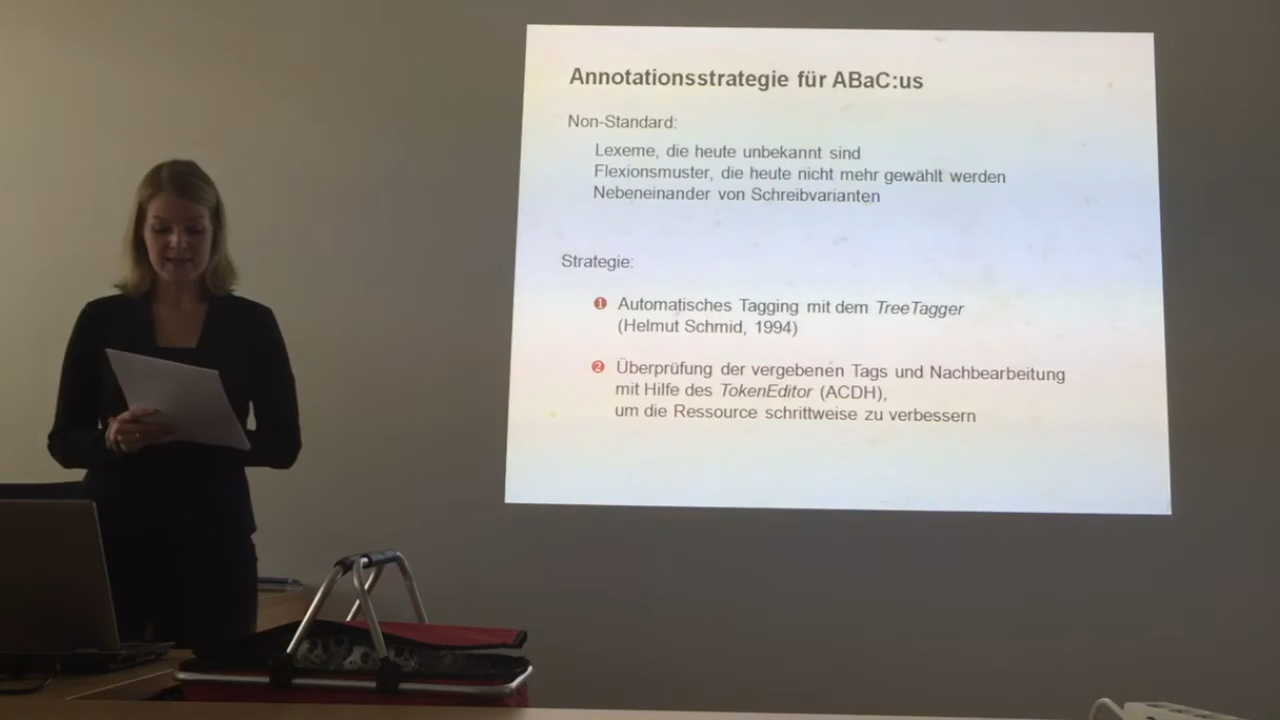 Annotationsstrategie für ABaC:us
Non-Standard:
Lexeme, die heute unbekannt sind
Flexionsmuster, die heute nicht mehr gewählt werden
Nebeneinander von Schreibvarianten
Strategie:
1 Automatisches Tagging mit dem TreeTagger
(Helmut Schmid, 1994)
2 Überprüfung der vergebenen Tags und Nachbearbeitung
mit Hilfe des TokenEditor (ACDH),
um die Ressource schrittweise zu verbessern